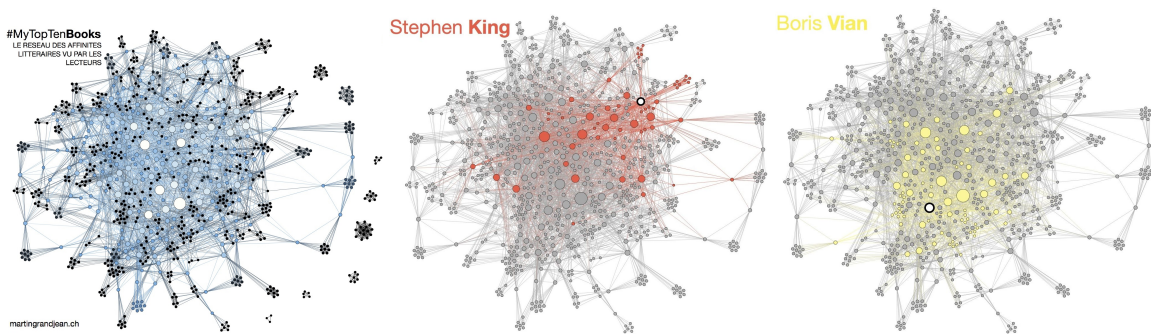 #MyTopTenBooks
LE RESEAU DES AFFINITES
LITTERAIRES VU PAR LES
LECTEURS
Stephen King
Boris Vian
martingrandjean.ch